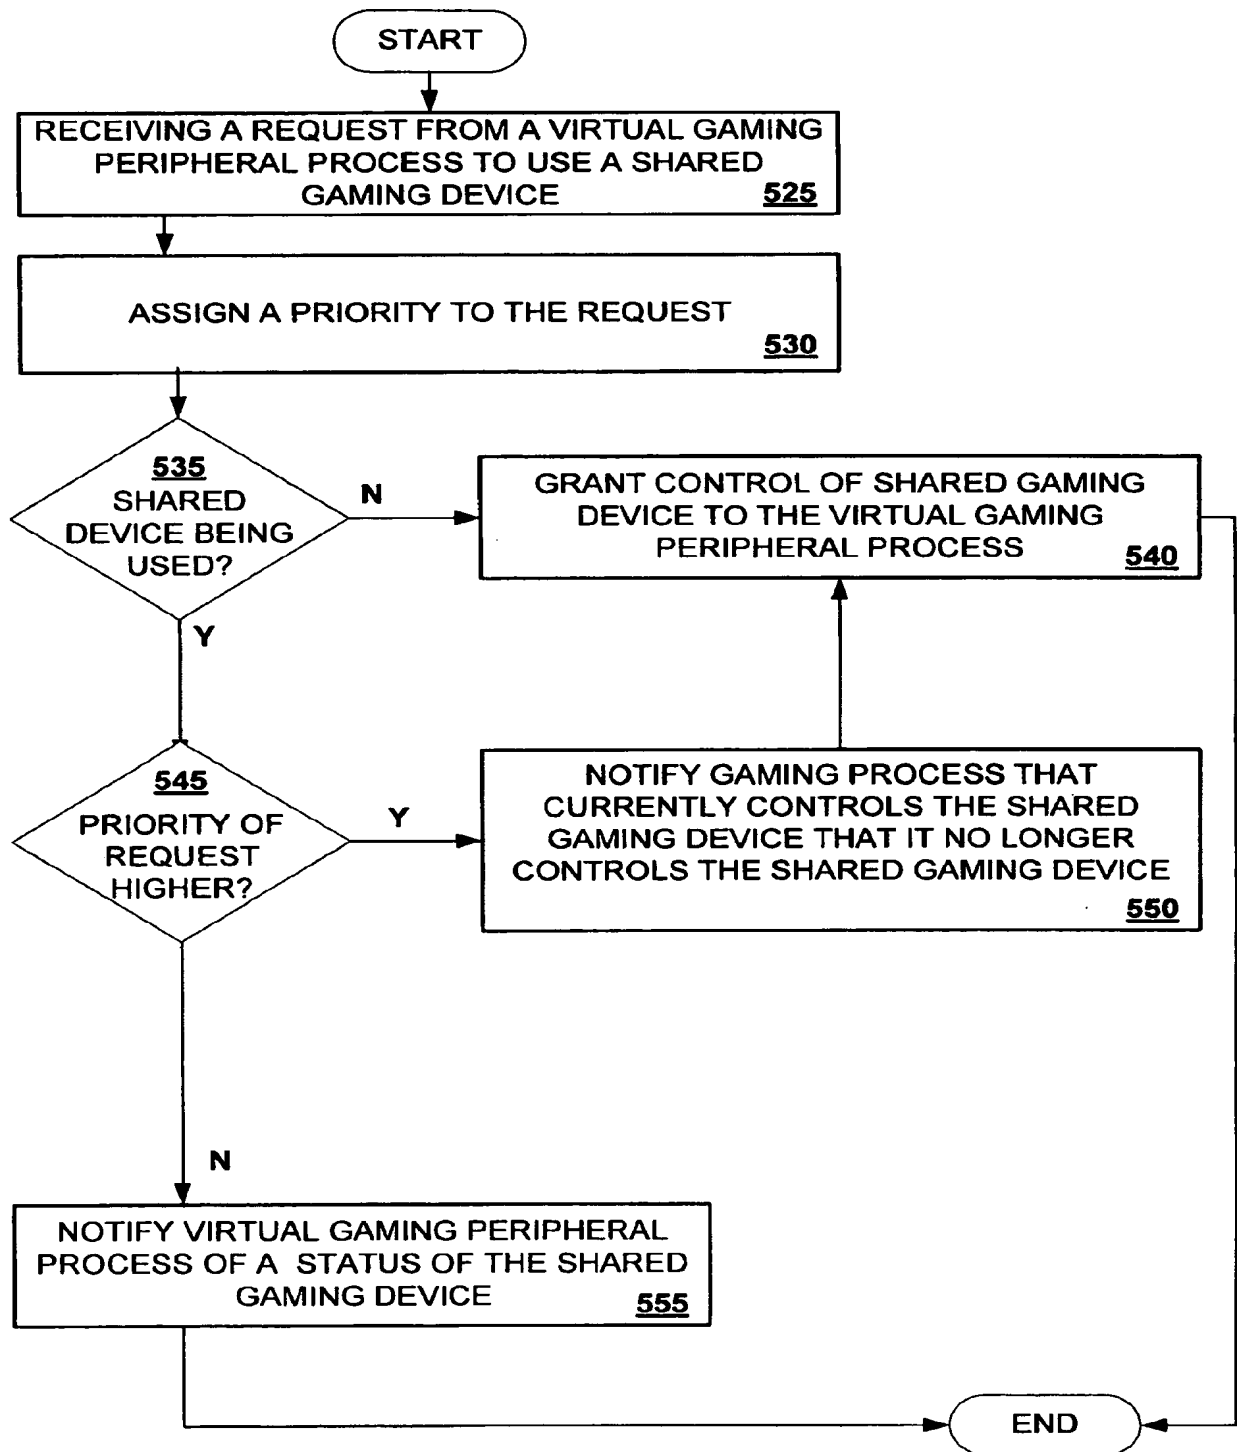 START
RECEIVING A REQUEST FROM A VIRTUAL GAMING
PERIPHERAL PROCESS TO USE A SHARED
GAMING DEVICE
525
ASSIGN A PRIORITY TO THE REQUEST
530
535
SHARED
DEVICE BEING
USED?
N
GRANT CONTROL OF SHARED GAMING
DEVICE TO THE VIRTUAL GAMING
PERIPHERAL PROCESS
540
Y
545
PRIORITY OF
REQUEST
HIGHER?
Y
NOTIFY GAMING PROCESS THAT
CURRENTLY CONTROLS THE SHARED
GAMING DEVICE THAT IT NO LONGER
CONTROLS THE SHARED GAMING DEVICE
550
N
NOTIFY VIRTUAL GAMING PERIPHERAL
PROCESS OF A STATUS OF THE SHARED
GAMING DEVICE
555
END